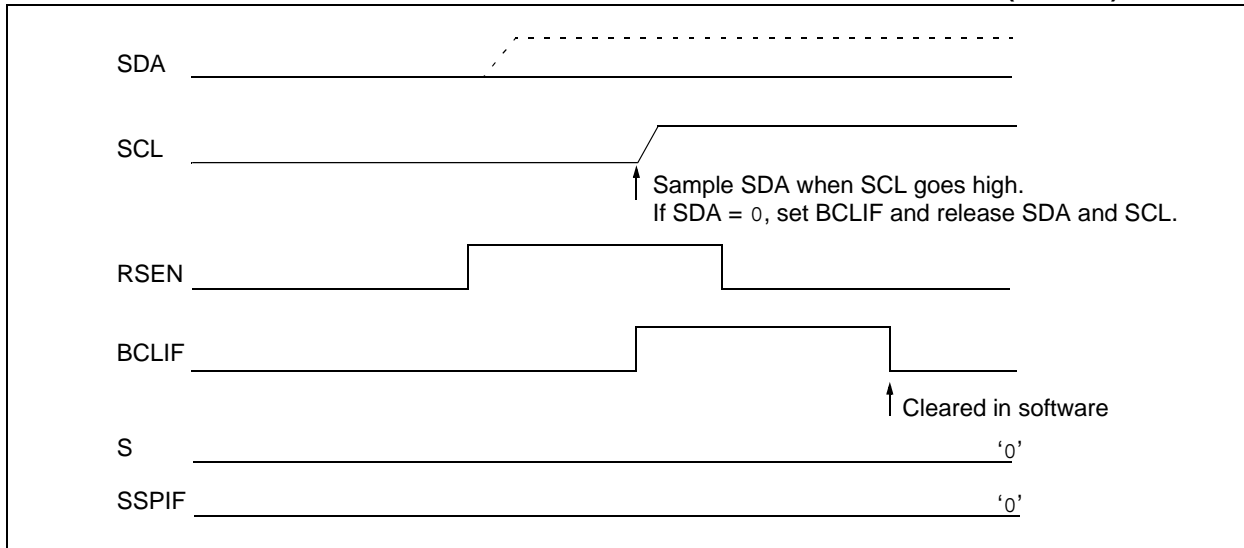 SDA
SCL
Sample SDA when SCL goes high.
If SDA = 0, set BCLIF and release SDA and SCL.
RSEN
BCLIF
Cleared in software
S ‘0’
SSPIF ‘0’